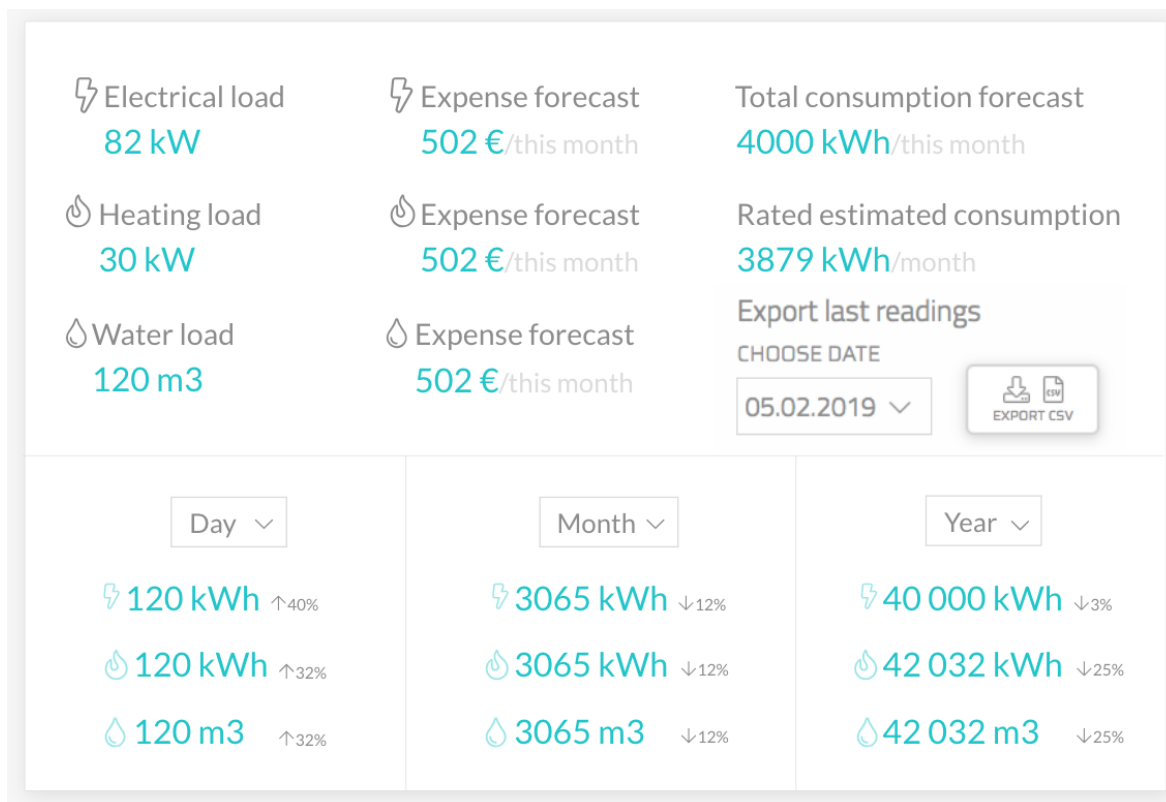 Electrical load
82 kW
Expense forecast
502 €/this month
Total consumption forecast
4000 kWh/this month
Heating load
30 kW
Expense forecast
502 €/this month
Rated estimated consumption
3879 kWh/month
Water load
120 m3
Expense forecast
502 €/this month
Export last readings
CHOOSE DATE
05.02.2019
CSV
EXPORT CSV
Day
120 kWh ↑40%
120 kWh ↑32%
120 m3 ↑32%
Month
3065 kWh ↓12%
3065 kWh ↓12%
3065 m3 ↓12%
Year
40 000 kWh ↓3%
42 032 kWh ↓25%
42 032 m3 ↓25%